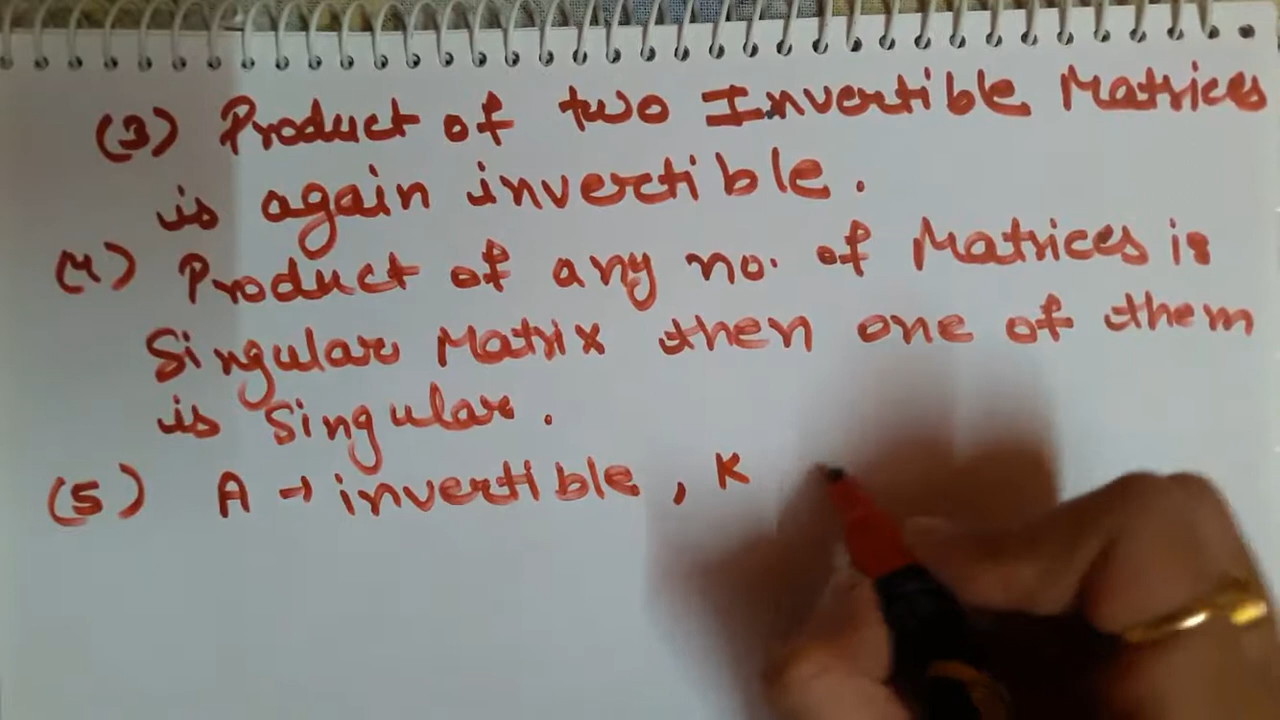 (3) Product of two Invertible Matrices
is again invertible.
(4) Product of any no. of Matrices is
Singular Matrix then one of them
is Singular.
(5) A → invertible, K